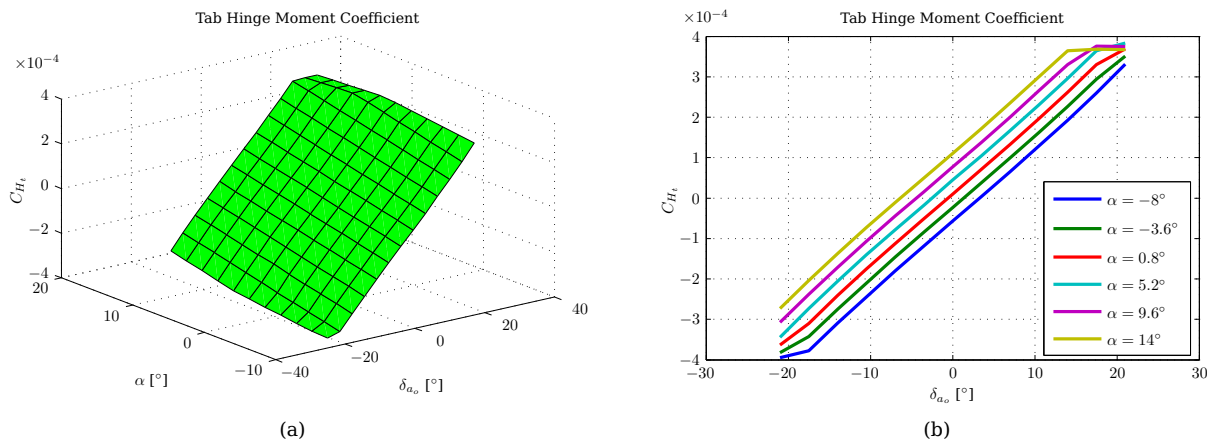 Tab Hinge Moment Coefficient
×10⁻⁴
4
2
0
−2
−4
C_{H_t}
20
10
0
−10
α [°]
−40
−20
0
20
40
δ_{a_o} [°]
(a)
Tab Hinge Moment Coefficient
×10⁻⁴
4
3
2
1
0
−1
−2
−3
−4
C_{H_t}
−30
−20
−10
0
10
20
30
δ_{a_o} [°]
α = −8°
α = −3.6°
α = 0.8°
α = 5.2°
α = 9.6°
α = 14°
(b)